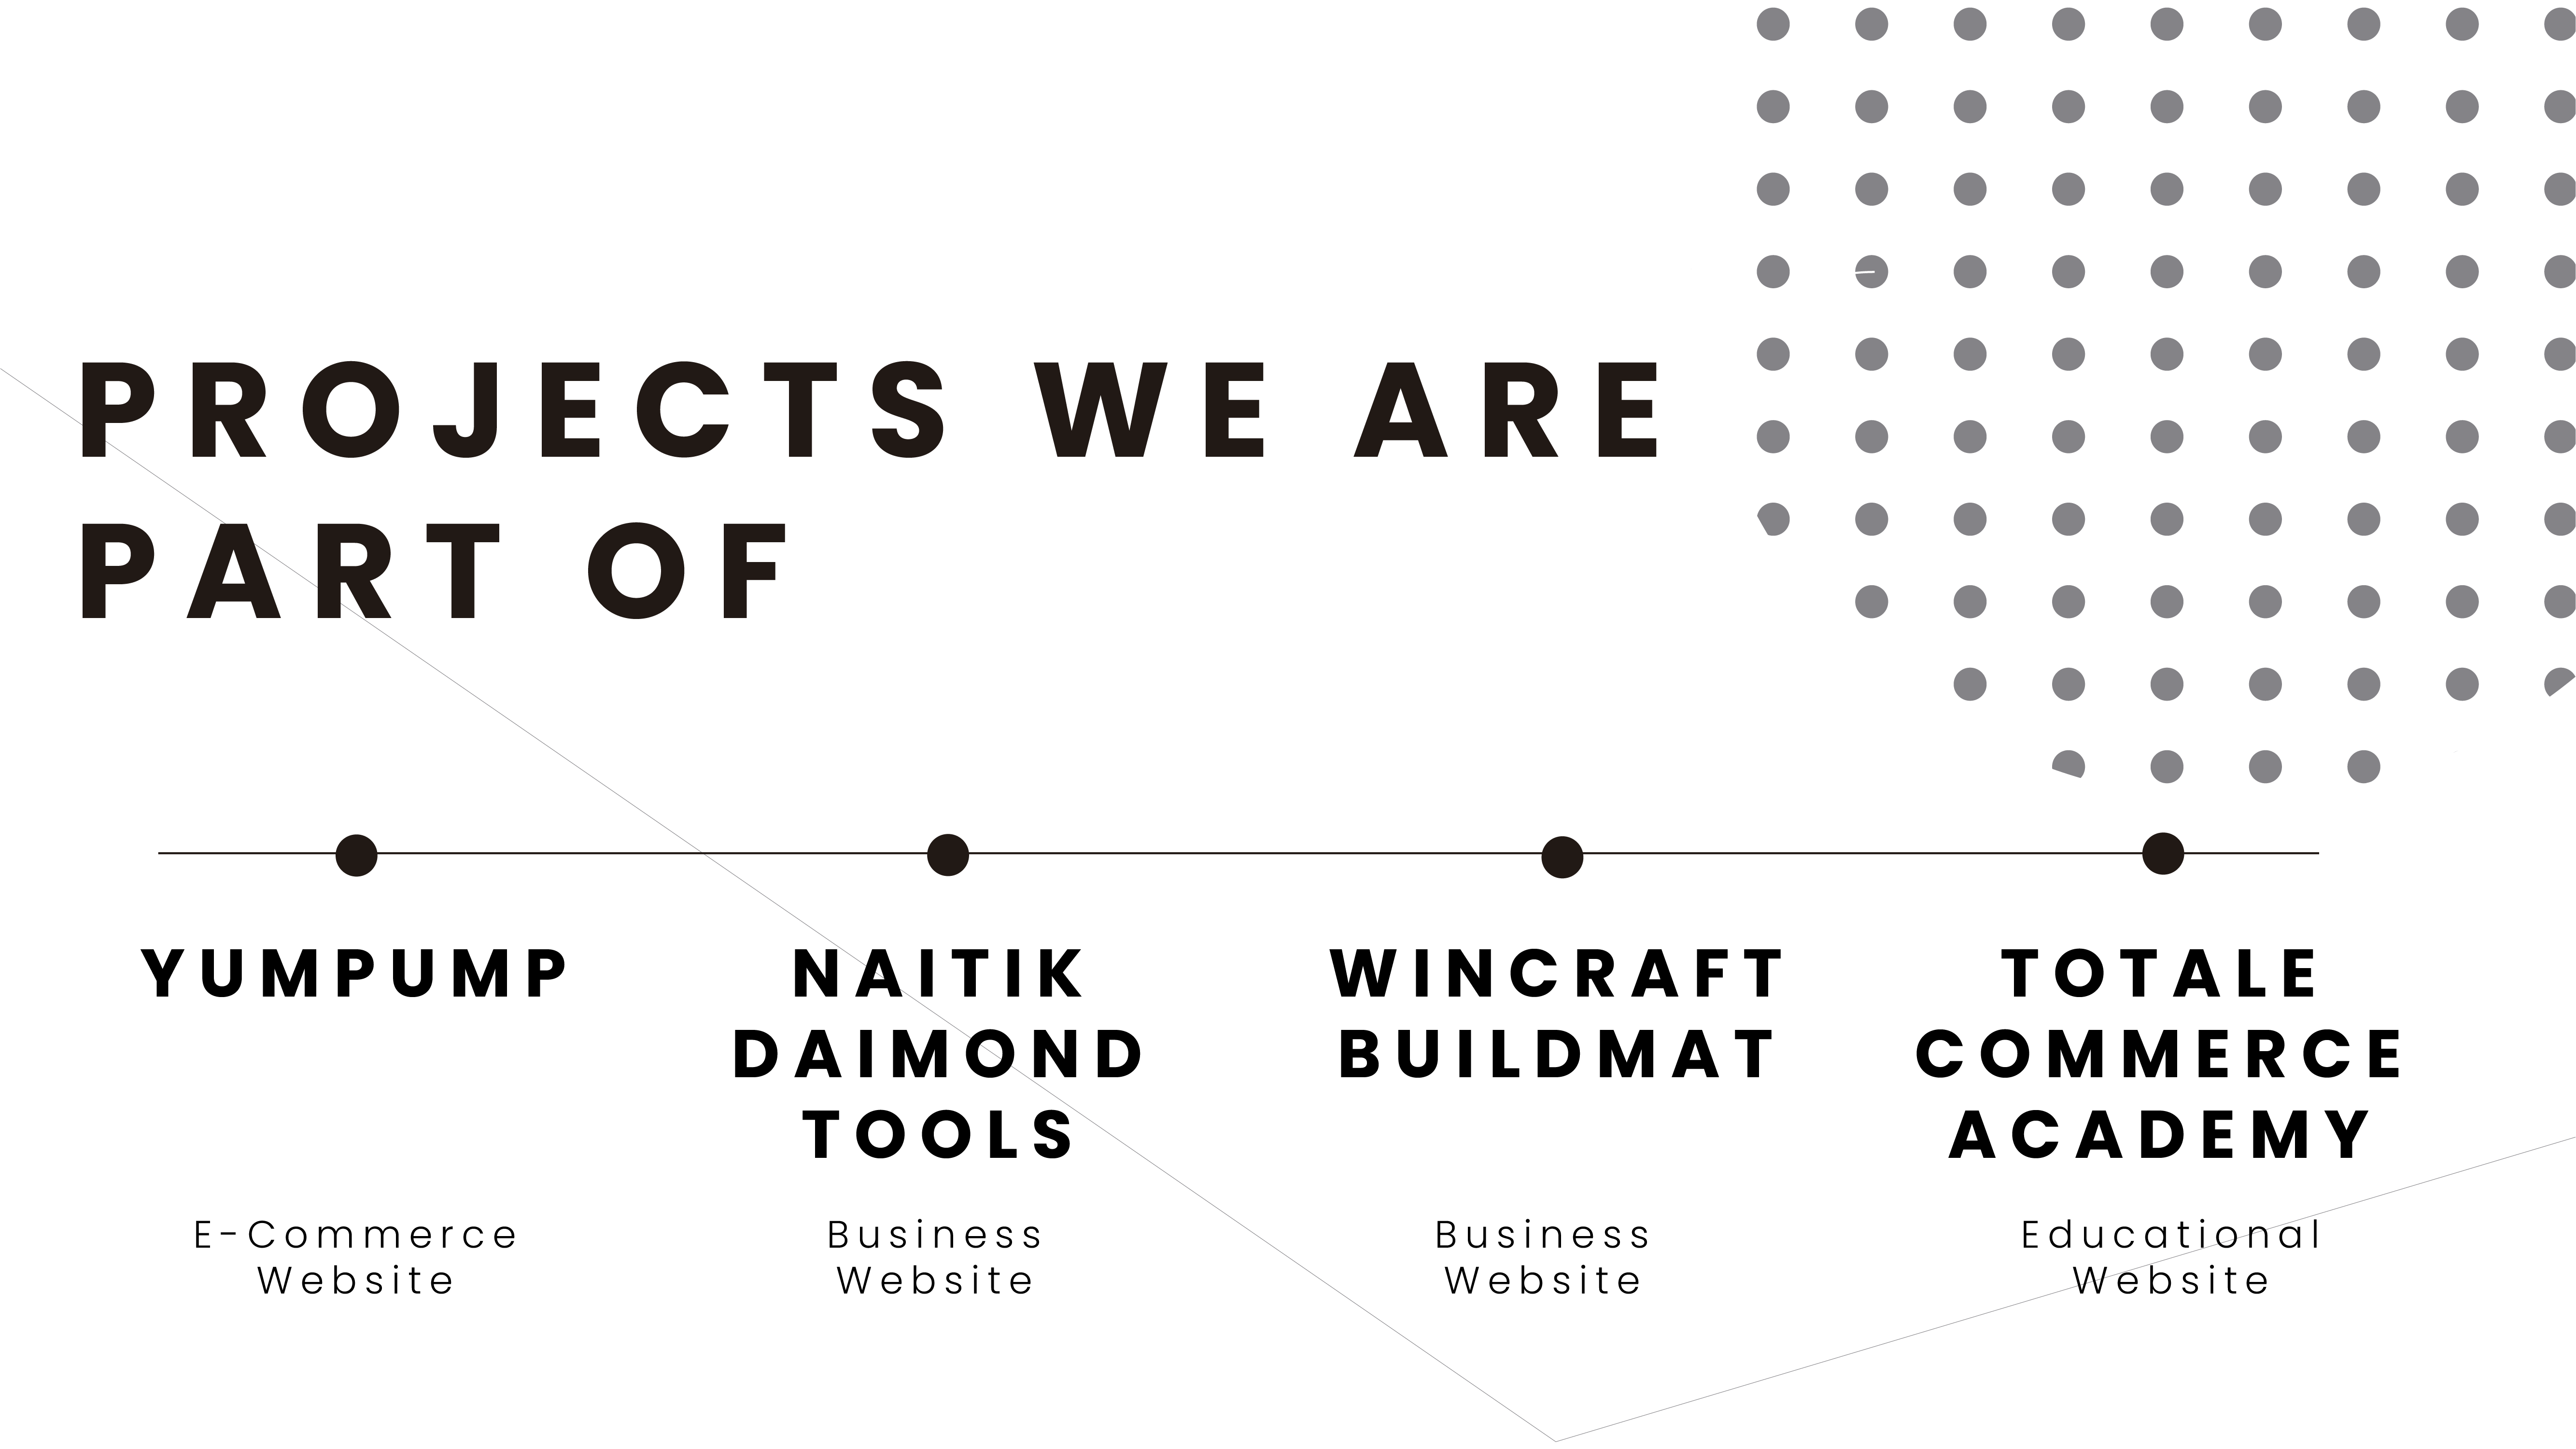 PROJECTS WE ARE
PART OF
YUMPUMP
NAITIK
DAIMOND
TOOLS
WINCRAFT
BUILDMAT
TOTALE
COMMERCE
ACADEMY
E-Commerce
Website
Business
Website
Business
Website
Educational
Website